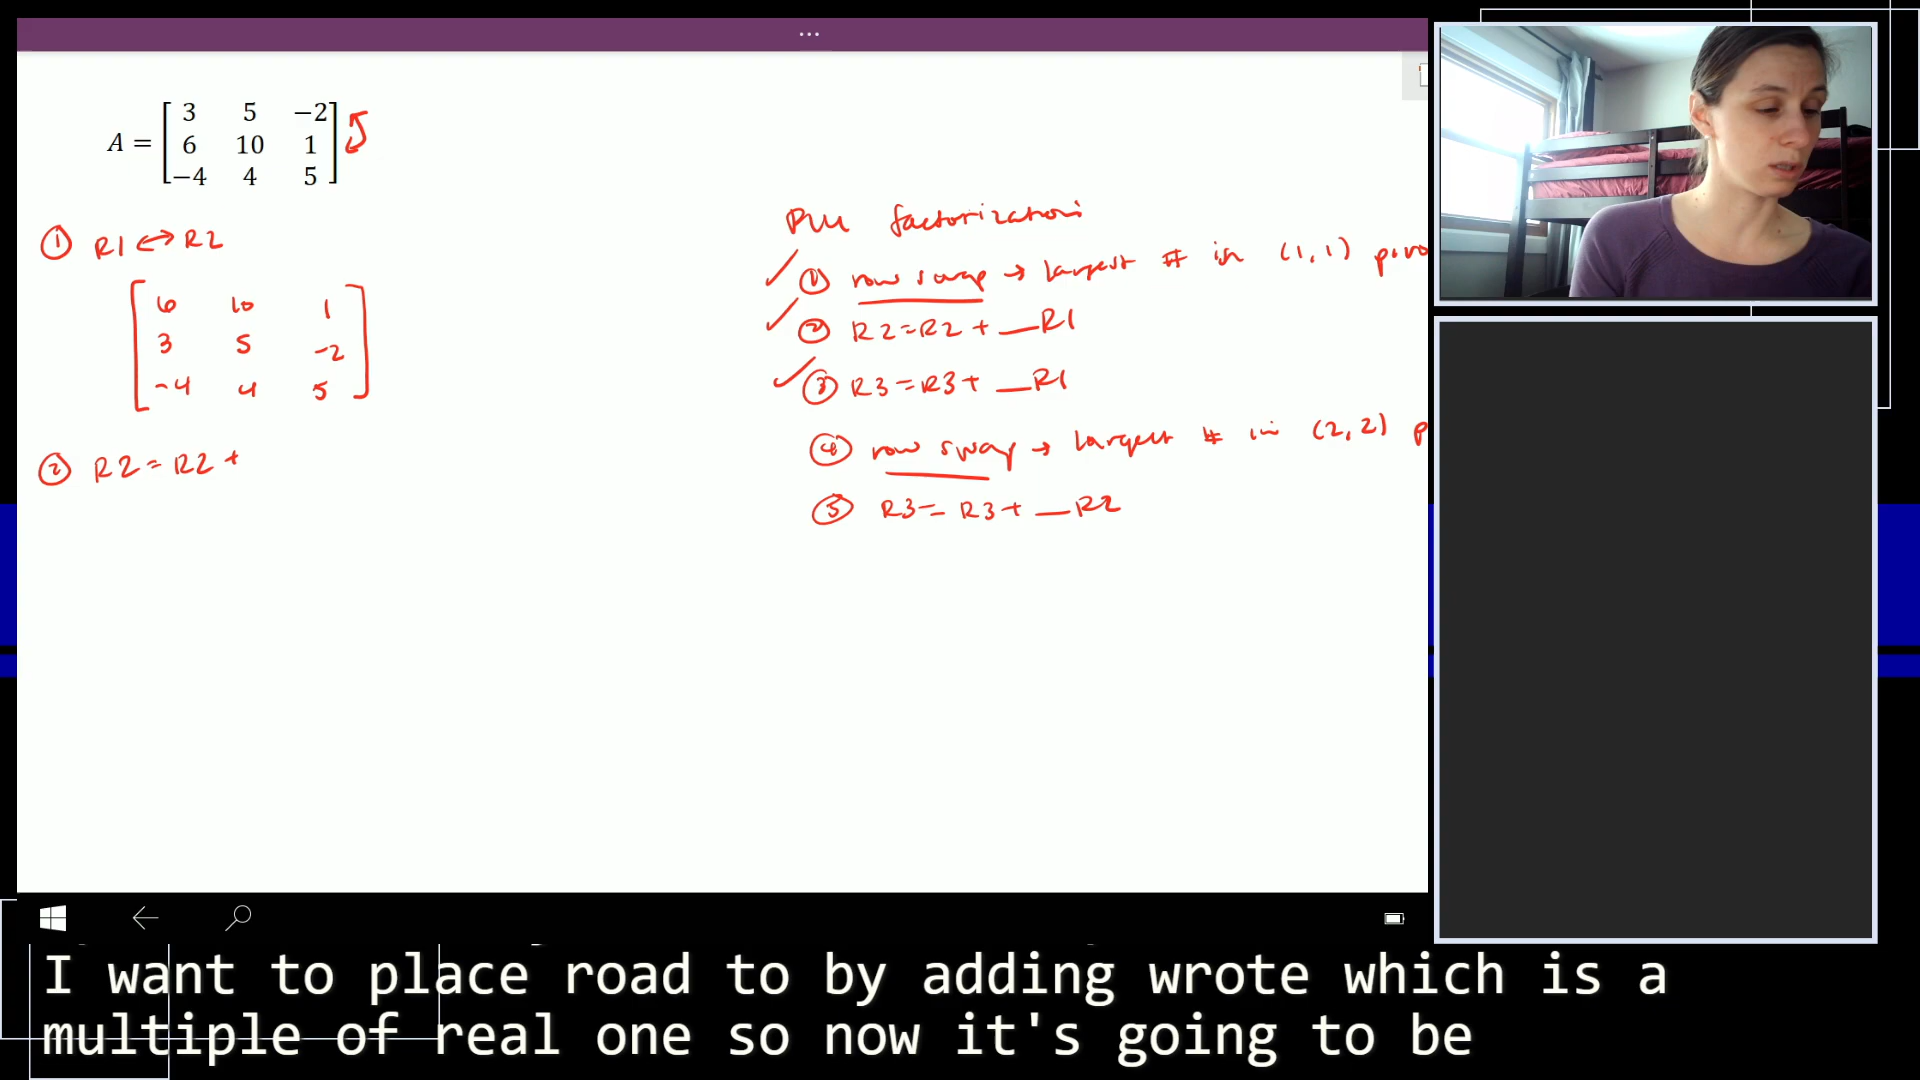 ...
A = [ 3 5 −2
6 10 1
−4 4 5 ]
① R1 ↔ R2
[ 6 10 1
3 5 -2
-4 4 5 ]
② R2 = R2 +
PLU factorization
✓ ① row swap → largest # in (1,1)
✓ ② R2 = R2 + __R1
✓ ③ R3 = R3 + __R1
④ row swap → largest # in (2,2)
⑤ R3 = R3 + __R2
I want to place road to by adding wrote which is a
multiple of real one so now it's going to be